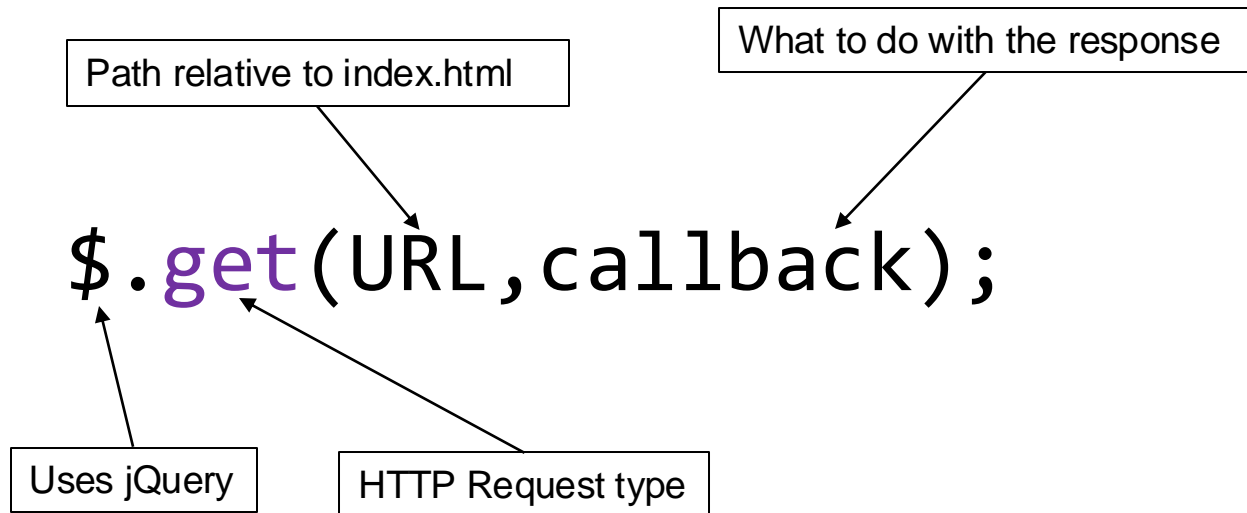 What to do with the response
Path relative to index.html
$.get(URL,callback);
Uses jQuery
HTTP Request type